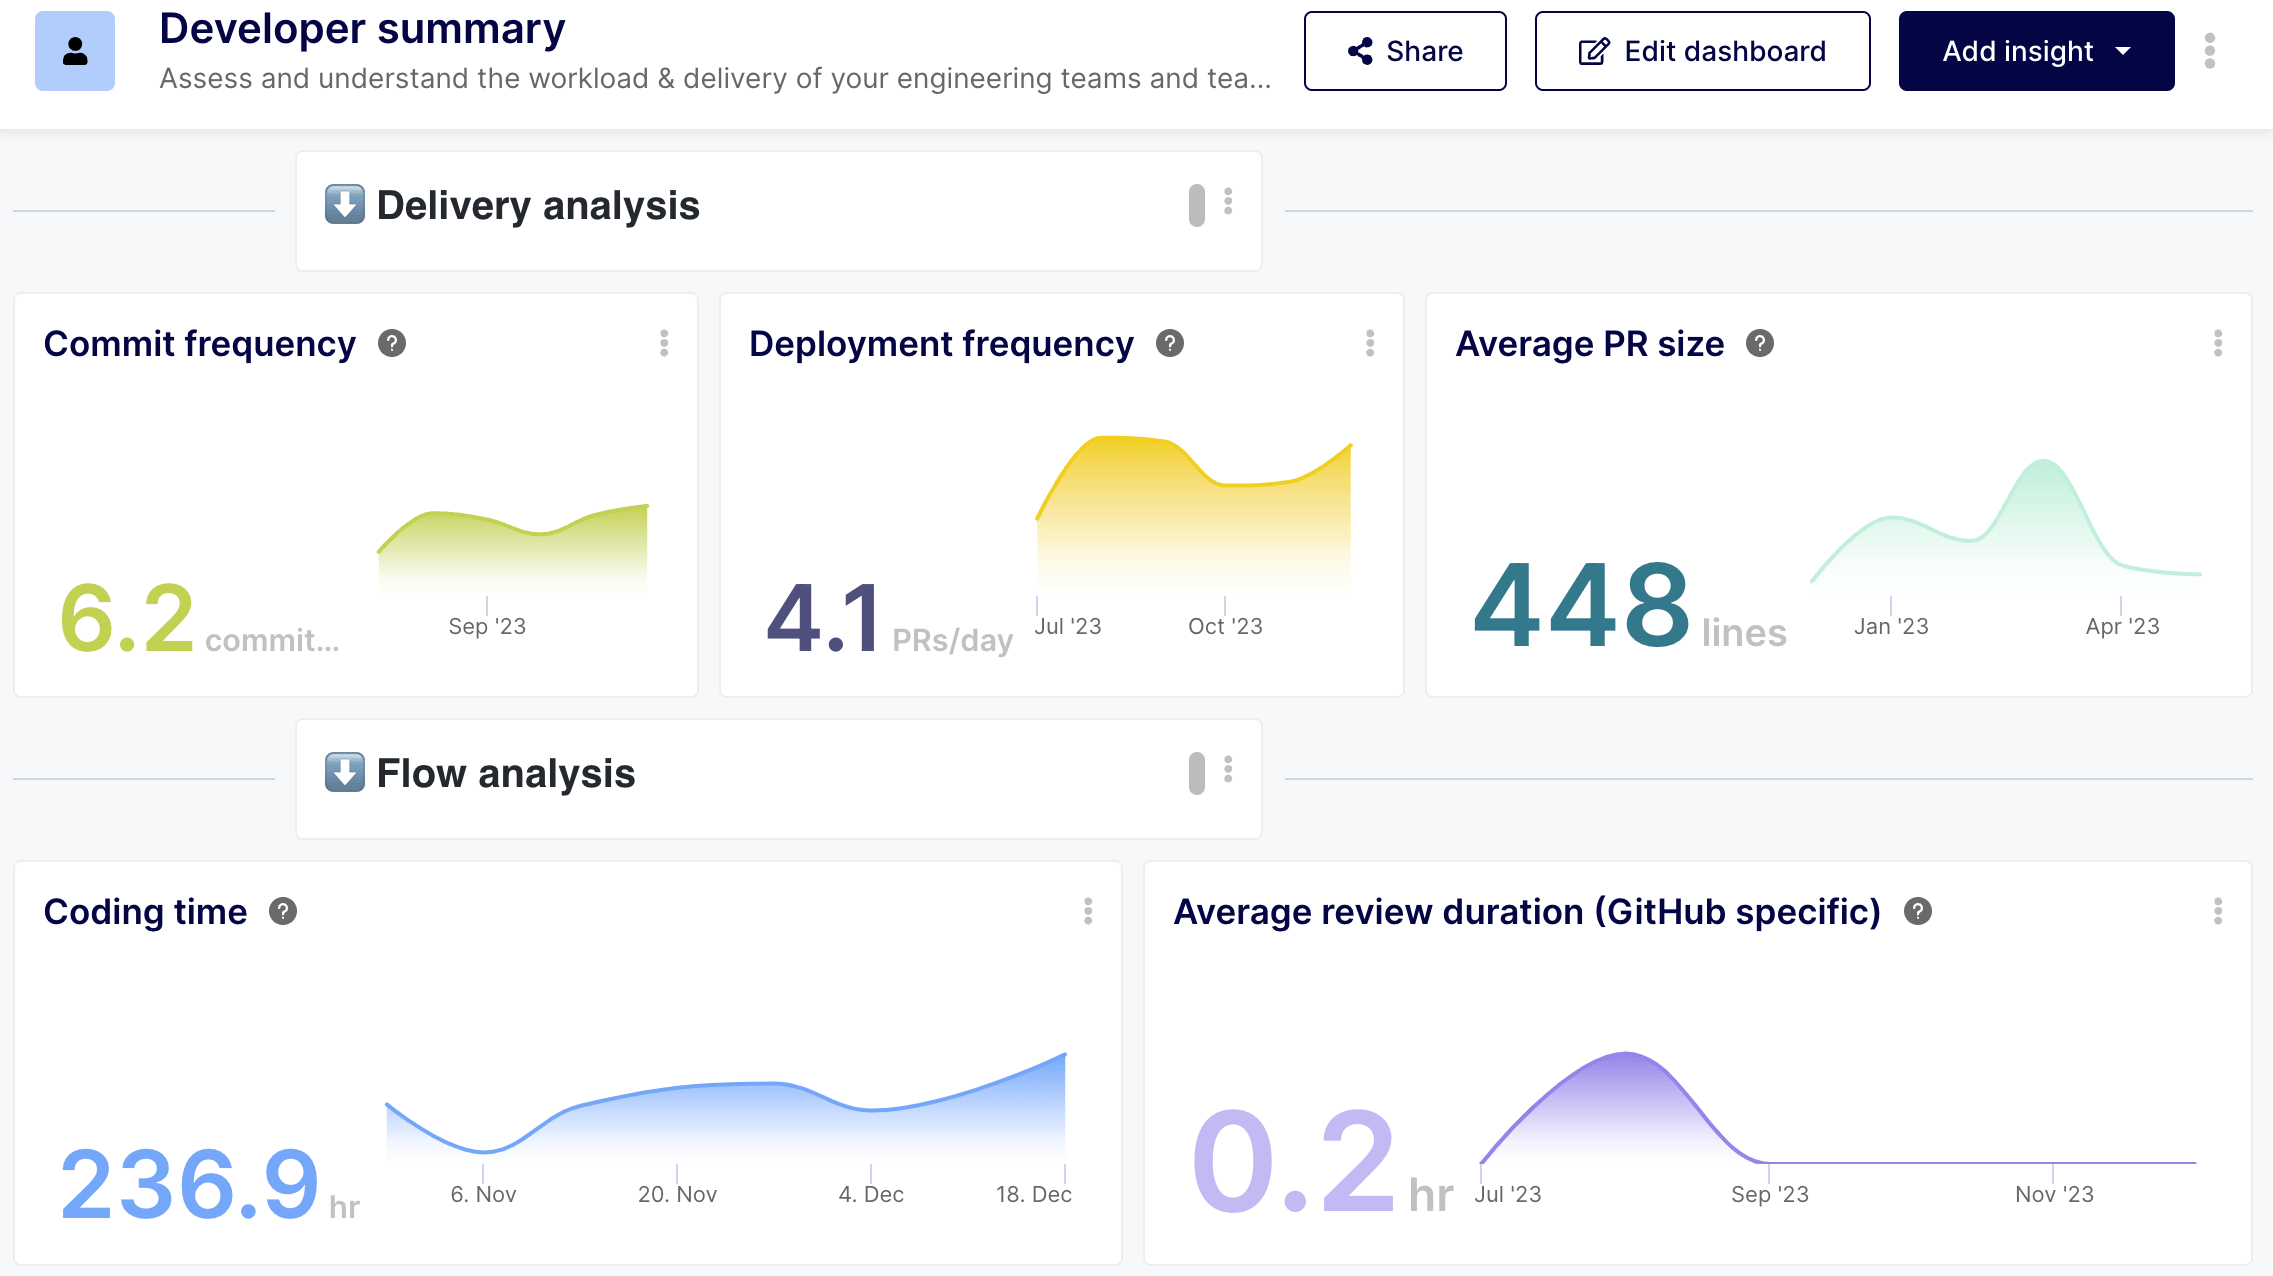 Developer summary
Assess and understand the workload & delivery of your engineering teams and tea...
Share
Edit dashboard
Add insight
Delivery analysis
Commit frequency
6.2 commit...
Sep '23
Deployment frequency
4.1 PRs/day
Jul '23 Oct '23
Average PR size
448 lines
Jan '23 Apr '23
Flow analysis
Coding time
236.9 hr
6. Nov 20. Nov 4. Dec 18. Dec
Average review duration (GitHub specific)
0.2 hr
Jul '23 Sep '23 Nov '23